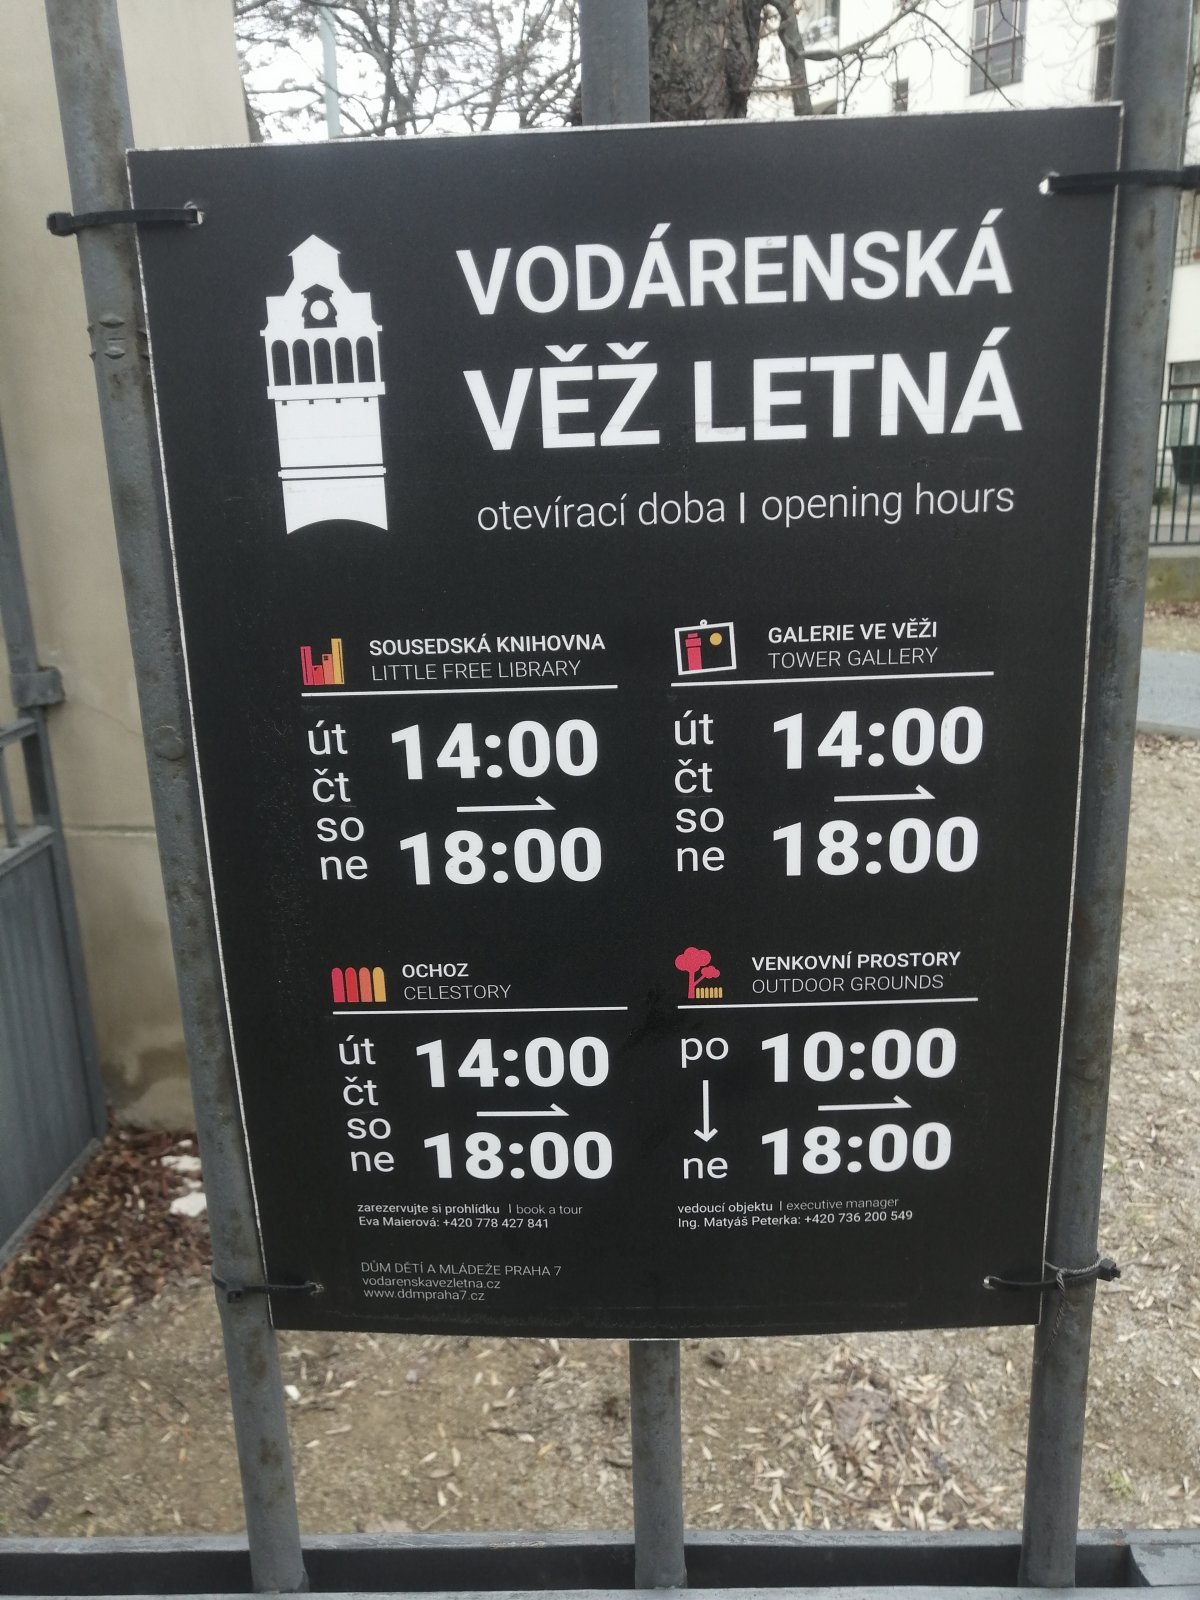 VODÁRENSKÁ
VĚŽ LETNÁ
otevírací doba | opening hours
SOUSEDSKÁ KNIHOVNA
LITTLE FREE LIBRARY
út
čt
so
ne
14:00
18:00
GALERIE VE VĚŽI
TOWER GALLERY
út
čt
so
ne
14:00
18:00
OCHOZ
CELESTORY
út
čt
so
ne
14:00
18:00
zarezervujte si prohlídku | book a tour
Eva Maierová: +420 778 427 841
VENKOVNÍ PROSTORY
OUTDOOR GROUNDS
po
ne
10:00
18:00
vedoucí objektu | executive manager
Ing. Matyáš Peterka: +420 736 200 549
DŮM DĚTÍ A MLÁDEŽE PRAHA 7
vodarenskavezletna.cz
www.ddmpraha7.cz